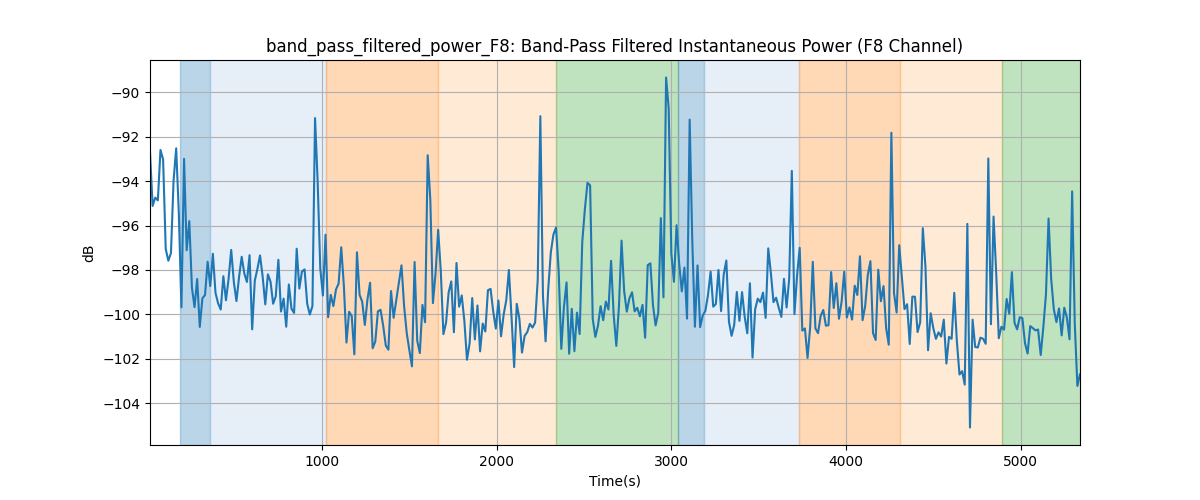 band_pass_filtered_power_F8: Band-Pass Filtered Instantaneous Power (F8 Channel)
−90
−92
−94
−96
−98
−100
−102
−104
dB
1000 2000 3000 4000 5000
Time(s)